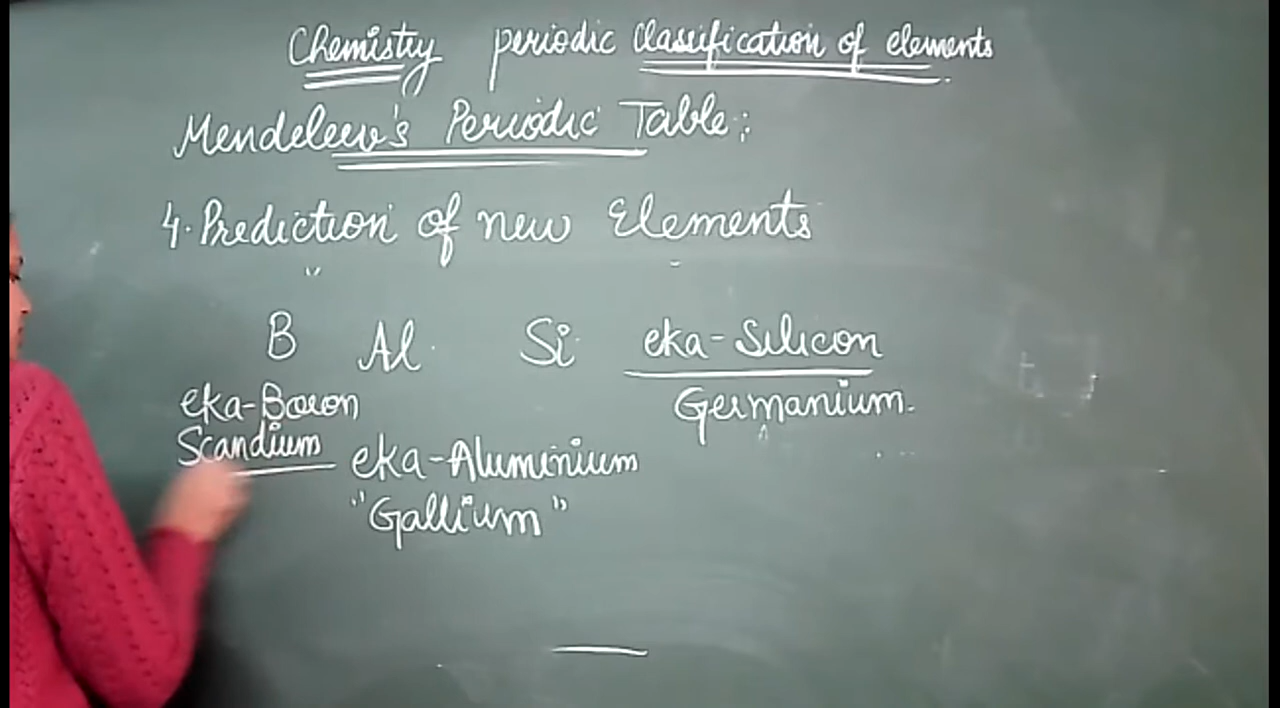 Chemistry periodic Classification of elements
Mendeleev's Periodic Table:
4. Prediction of new Elements
B Al Si eka-Silicon
eka-Boron Germanium.
Scandium eka-Aluminium
"Gallium"